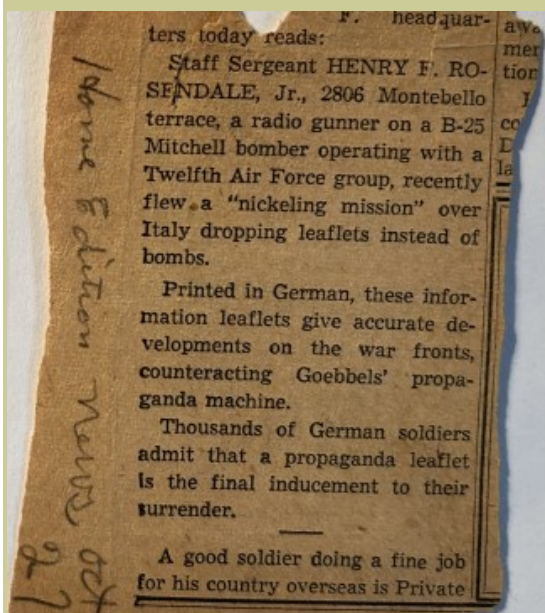 F. headquar-
ters today reads:
Staff Sergeant HENRY F. RO-
SENDALE, Jr., 2806 Montebello
terrace, a radio gunner on a B-25
Mitchell bomber operating with a
Twelfth Air Force group, recently
flew a "nickeling mission" over
Italy dropping leaflets instead of
bombs.
Printed in German, these infor-
mation leaflets give accurate de-
velopments on the war fronts,
counteracting Goebbels' propa-
ganda machine.
Thousands of German soldiers
admit that a propaganda leaflet
is the final inducement to their
surrender.
A good soldier doing a fine job
for his country overseas is Private
Home Edition News Oct
27